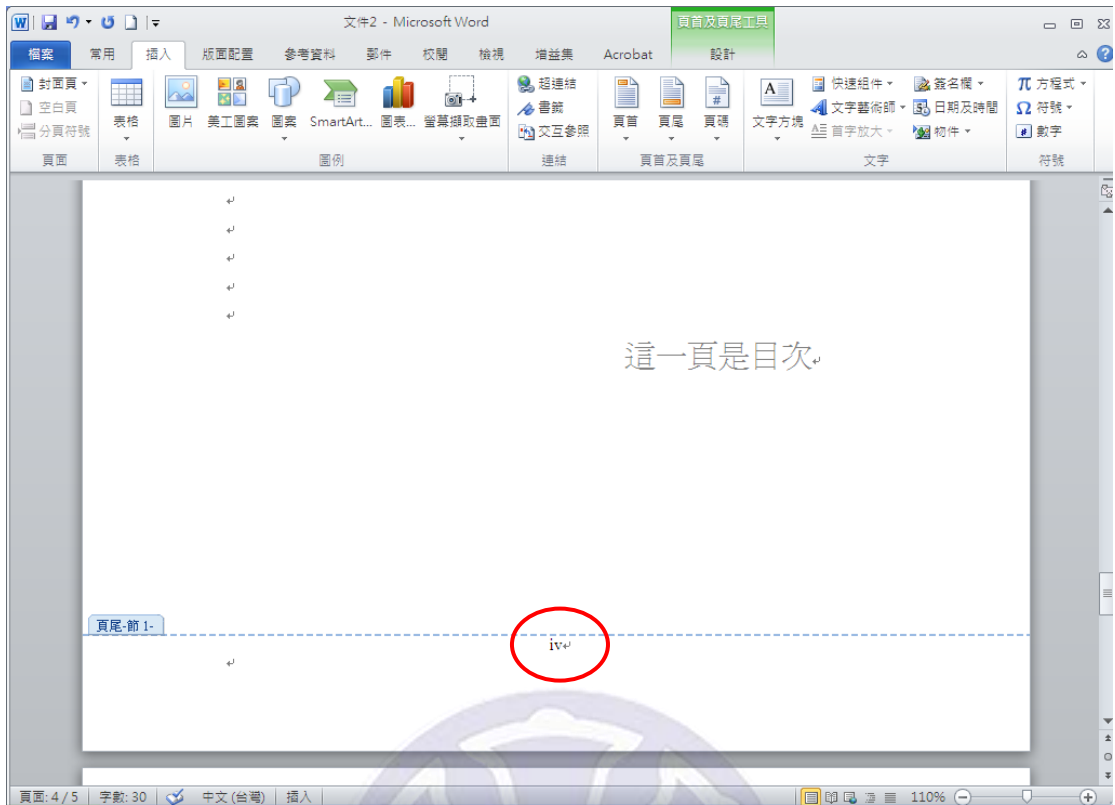 文件2 - Microsoft Word
頁首及頁尾工具
檔案 常用 插入 版面配置 參考資料 郵件 校閱 檢視 增益集 Acrobat 設計
封面頁
空白頁
分頁符號
頁面
表格
表格
圖片 美工圖案 圖案 SmartArt... 圖表... 螢幕擷取畫面
圖例
超連結
書籤
交互參照
連結
頁首 頁尾 頁碼
頁首及頁尾
文字方塊
快速組件
文字藝術師
首字放大
簽名欄
日期及時間
物件
文字
π 方程式
Ω 符號
# 數字
符號
這一頁是目次
頁尾-節 1-
iv
頁面: 4 / 5 字數: 30 中文 (台灣) 插入 110%